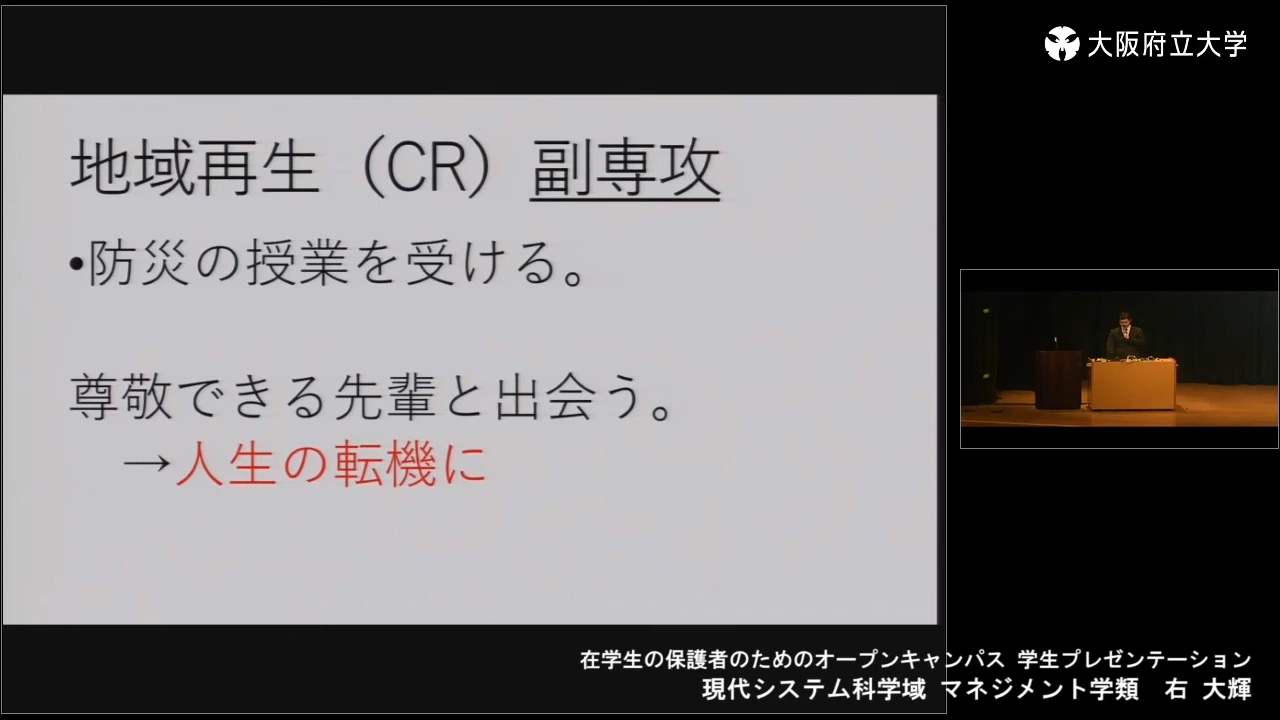 大阪府立大学
地域再生（CR）副専攻
•防災の授業を受ける。
尊敬できる先輩と出会う。
→人生の転機に
在学生の保護者のためのオープンキャンパス 学生プレゼンテーション
現代システム科学域 マネジメント学類　右 大輝